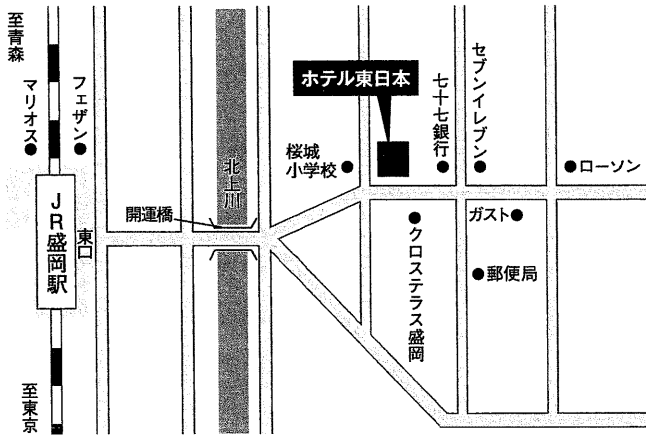 至青森
マリオス
フェザン
JR盛岡駅
東口
至東京
開運橋
北上川
ホテル東日本
桜城
小学校
七十七銀行
セブンイレブン
ローソン
ガスト
クロステラス盛岡
郵便局